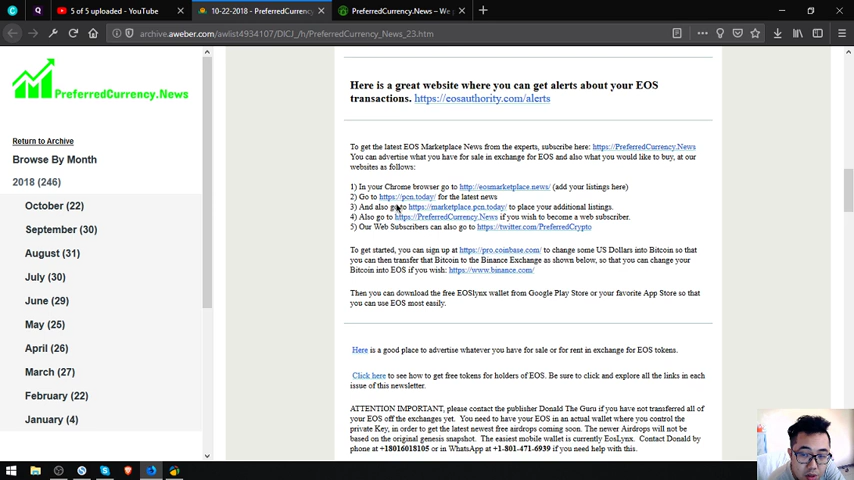 5 of 5 uploaded - YouTube
10-22-2018 - PreferredCurrency
PreferredCurrency.News – We p
archive.aweber.com/awlist4934107/DICJ_/h/PreferredCurrency_News_23.htm
PreferredCurrency.News
Return to Archive
Browse By Month
2018 (246)
October (22)
September (30)
August (31)
July (30)
June (29)
May (25)
April (26)
March (27)
February (22)
January (4)
Here is a great website where you can get alerts about your EOS
transactions. https://eosauthority.com/alerts
To get the latest EOS Marketplace News from the experts, subscribe here: https://PreferredCurrency.News
You can advertise what you have for sale in exchange for EOS and also what you would like to buy, at our
websites as follows:
1) In your Chrome browser go to http://eosmarketplace.news/ (add your listings here)
2) Go to https://pcn.today/ for the latest news
3) And also go to https://marketplace.pcn.today/ to place your additional listings.
4) Also go to https://PreferredCurrency.News if you wish to become a web subscriber.
5) Our Web Subscribers can also go to https://twitter.com/PreferredCrypto
To get started, you can sign up at https://pro.coinbase.com/ to change some US Dollars into Bitcoin so that
you can then transfer that Bitcoin to the Binance Exchange as shown below, so that you can change your
Bitcoin into EOS if you wish: https://www.binance.com/
Then you can download the free EOSlynx wallet from Google Play Store or your favorite App Store so that
you can use EOS most easily.
Here is a good place to advertise whatever you have for sale or for rent in exchange for EOS tokens.
Click here to see how to get free tokens for holders of EOS. Be sure to click and explore all the links in each
issue of this newsletter.
ATTENTION IMPORTANT, please contact the publisher Donald The Guru if you have not transferred all of
your EOS off the exchanges yet. You need to have your EOS in an actual wallet where you control the
private Key, in order to get the latest newest free airdrops coming soon. The newer Airdrops will not be
based on the original genesis snapshot. The easiest mobile wallet is currently EosLynx. Contact Donald by
phone at +18016018105 or in WhatsApp at +1-801-471-6939 if you need help with this.